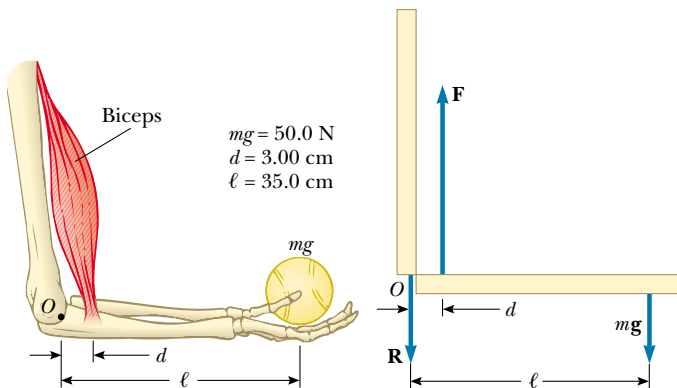 Biceps
mg = 50.0 N
d = 3.00 cm
ℓ = 35.0 cm
mg
O
d
ℓ
F
O
d
mg
R
ℓ